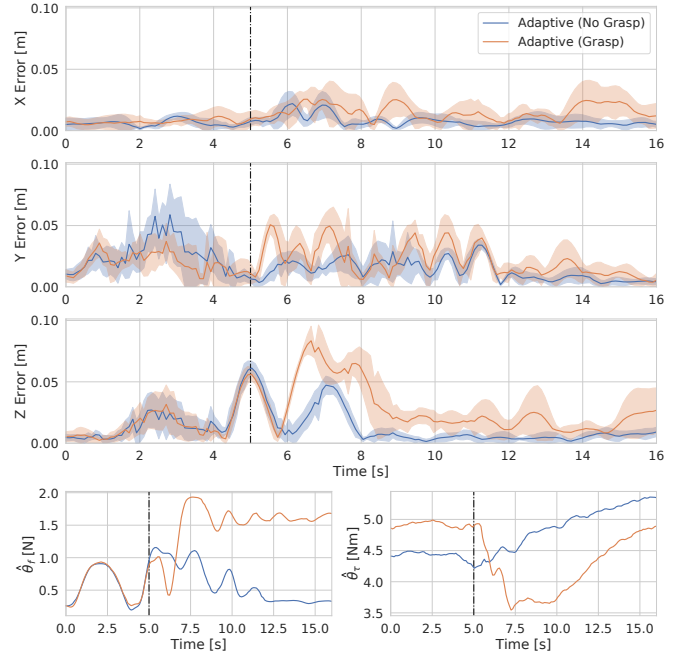 0.10
Adaptive (No Grasp)
Adaptive (Grasp)
0.05
0.00
X Error [m]
0 2 4 6 8 10 12 14 16
0.10
0.05
0.00
Y Error [m]
0 2 4 6 8 10 12 14 16
0.10
0.05
0.00
Z Error [m]
0 2 4 6 8 10 12 14 16
Time [s]
2.0
1.5
1.0
0.5
θ̂_f [N]
0.0 2.5 5.0 7.5 10.0 12.5 15.0
Time [s]
5.0
4.5
4.0
3.5
θ̂_τ [Nm]
0.0 2.5 5.0 7.5 10.0 12.5 15.0
Time [s]